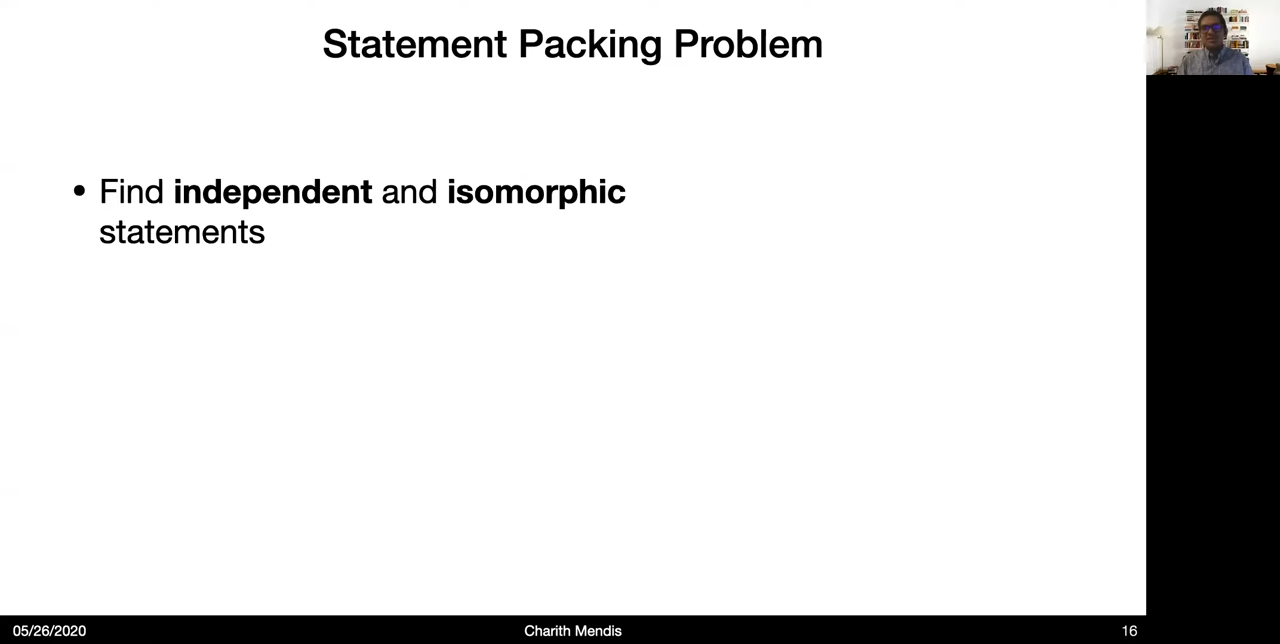 Statement Packing Problem
• Find independent and isomorphic
statements
05/26/2020
Charith Mendis
16